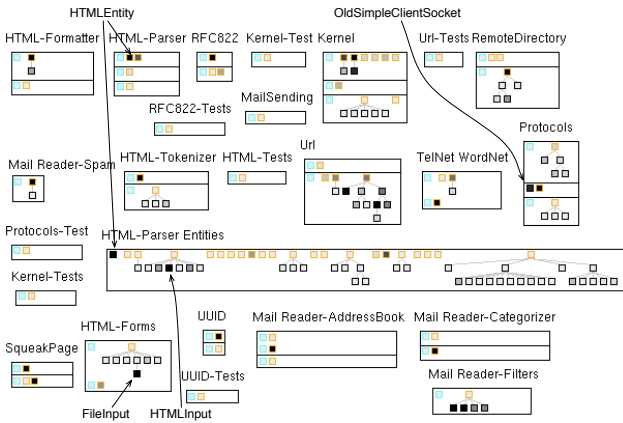 HTMLEntity
OldSimpleClientSocket
HTML-Formatter
HTML-Parser
RFC822
Kernel-Test
Kernel
Url-Tests
RemoteDirectory
RFC822-Tests
MailSending
Protocols
Mail Reader-Spam
HTML-Tokenizer
HTML-Tests
Url
TelNet WordNet
Protocols-Test
HTML-Parser Entities
Kernel-Tests
HTML-Forms
UUID
Mail Reader-AddressBook
Mail Reader-Categorizer
SqueakPage
UUID-Tests
Mail Reader-Filters
FileInput
HTMLInput